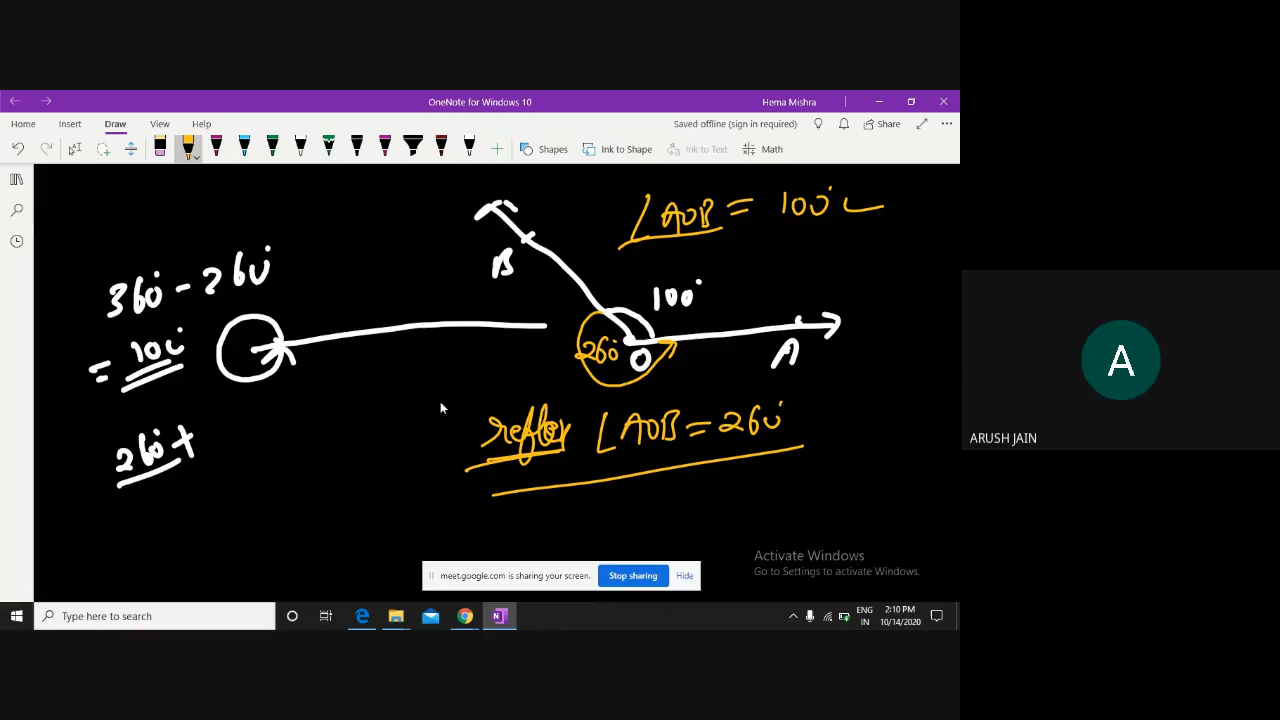 OneNote for Windows 10
Hema Mishra
Home Insert Draw View Help
Saved offline (sign in required)
Share
Shapes
Ink to Shape
Ink to Text
Math
∠AOB = 100°
B
100°
360° - 260°
= 100°
260°
O
A
reflex ∠AOB = 260°
260° +
ARUSH JAIN
A
Activate Windows
Go to Settings to activate Windows.
meet.google.com is sharing your screen.
Stop sharing
Hide
Type here to search
ENG
IN
2:10 PM
10/14/2020